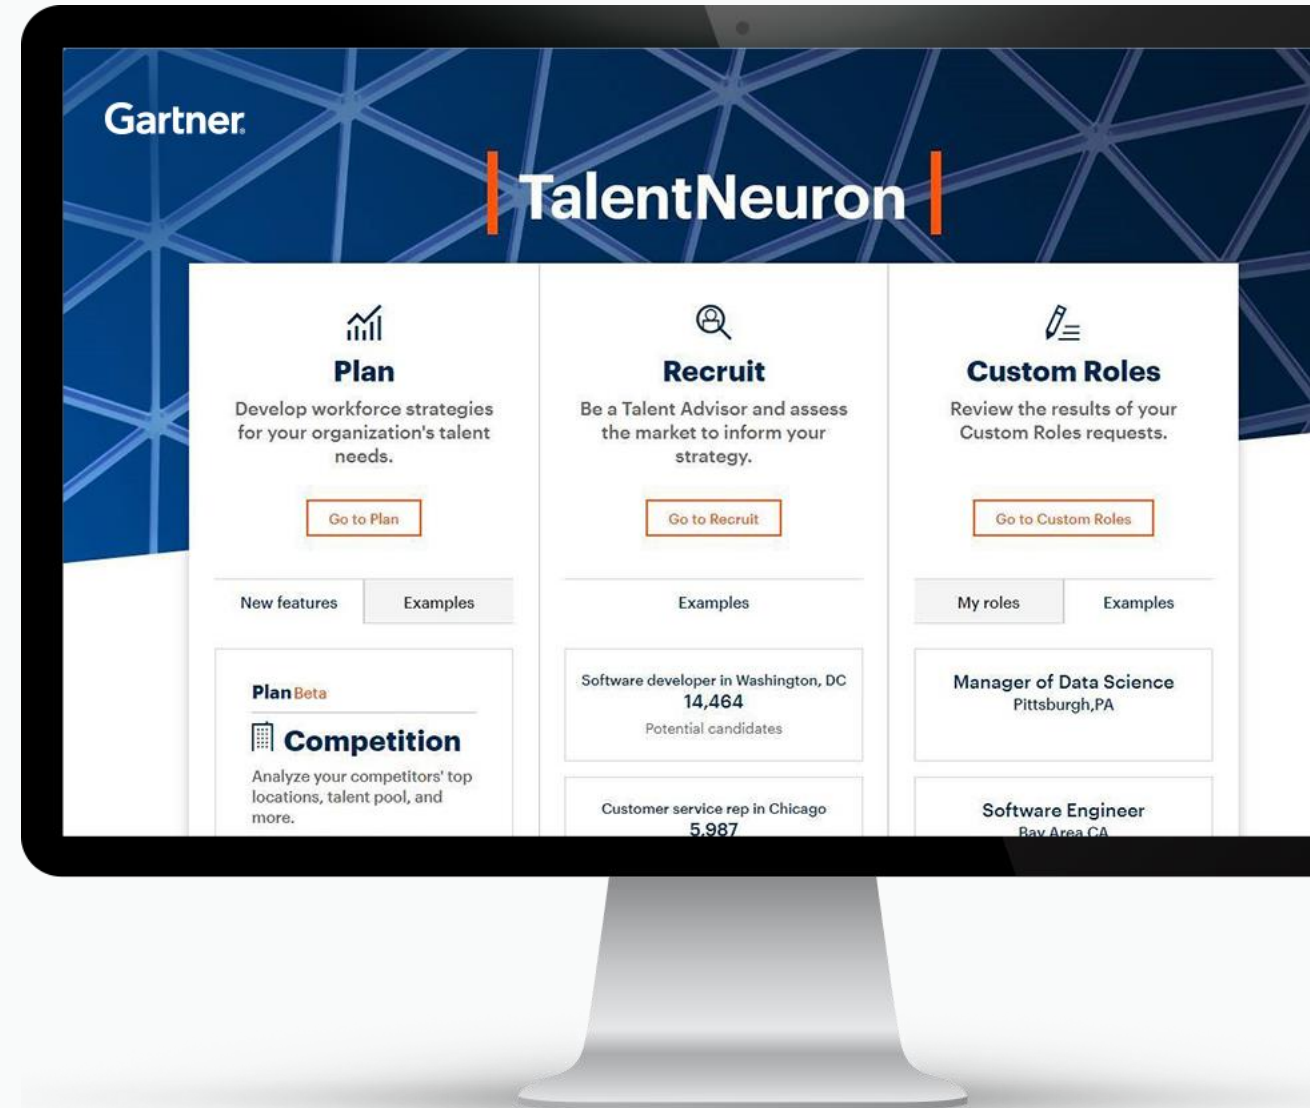 Gartner®
TalentNeuron
Plan
Develop workforce strategies
for your organization's talent
needs.
Go to Plan
New features
Examples
Plan Beta
Competition
Analyze your competitors' top
locations, talent pool, and
more.
Recruit
Be a Talent Advisor and assess
the market to inform your
strategy.
Go to Recruit
Examples
Software developer in Washington, DC
14,464
Potential candidates
Customer service rep in Chicago
5,987
Custom Roles
Review the results of your
Custom Roles requests.
Go to Custom Roles
My roles
Examples
Manager of Data Science
Pittsburgh,PA
Software Engineer
Bay Area CA